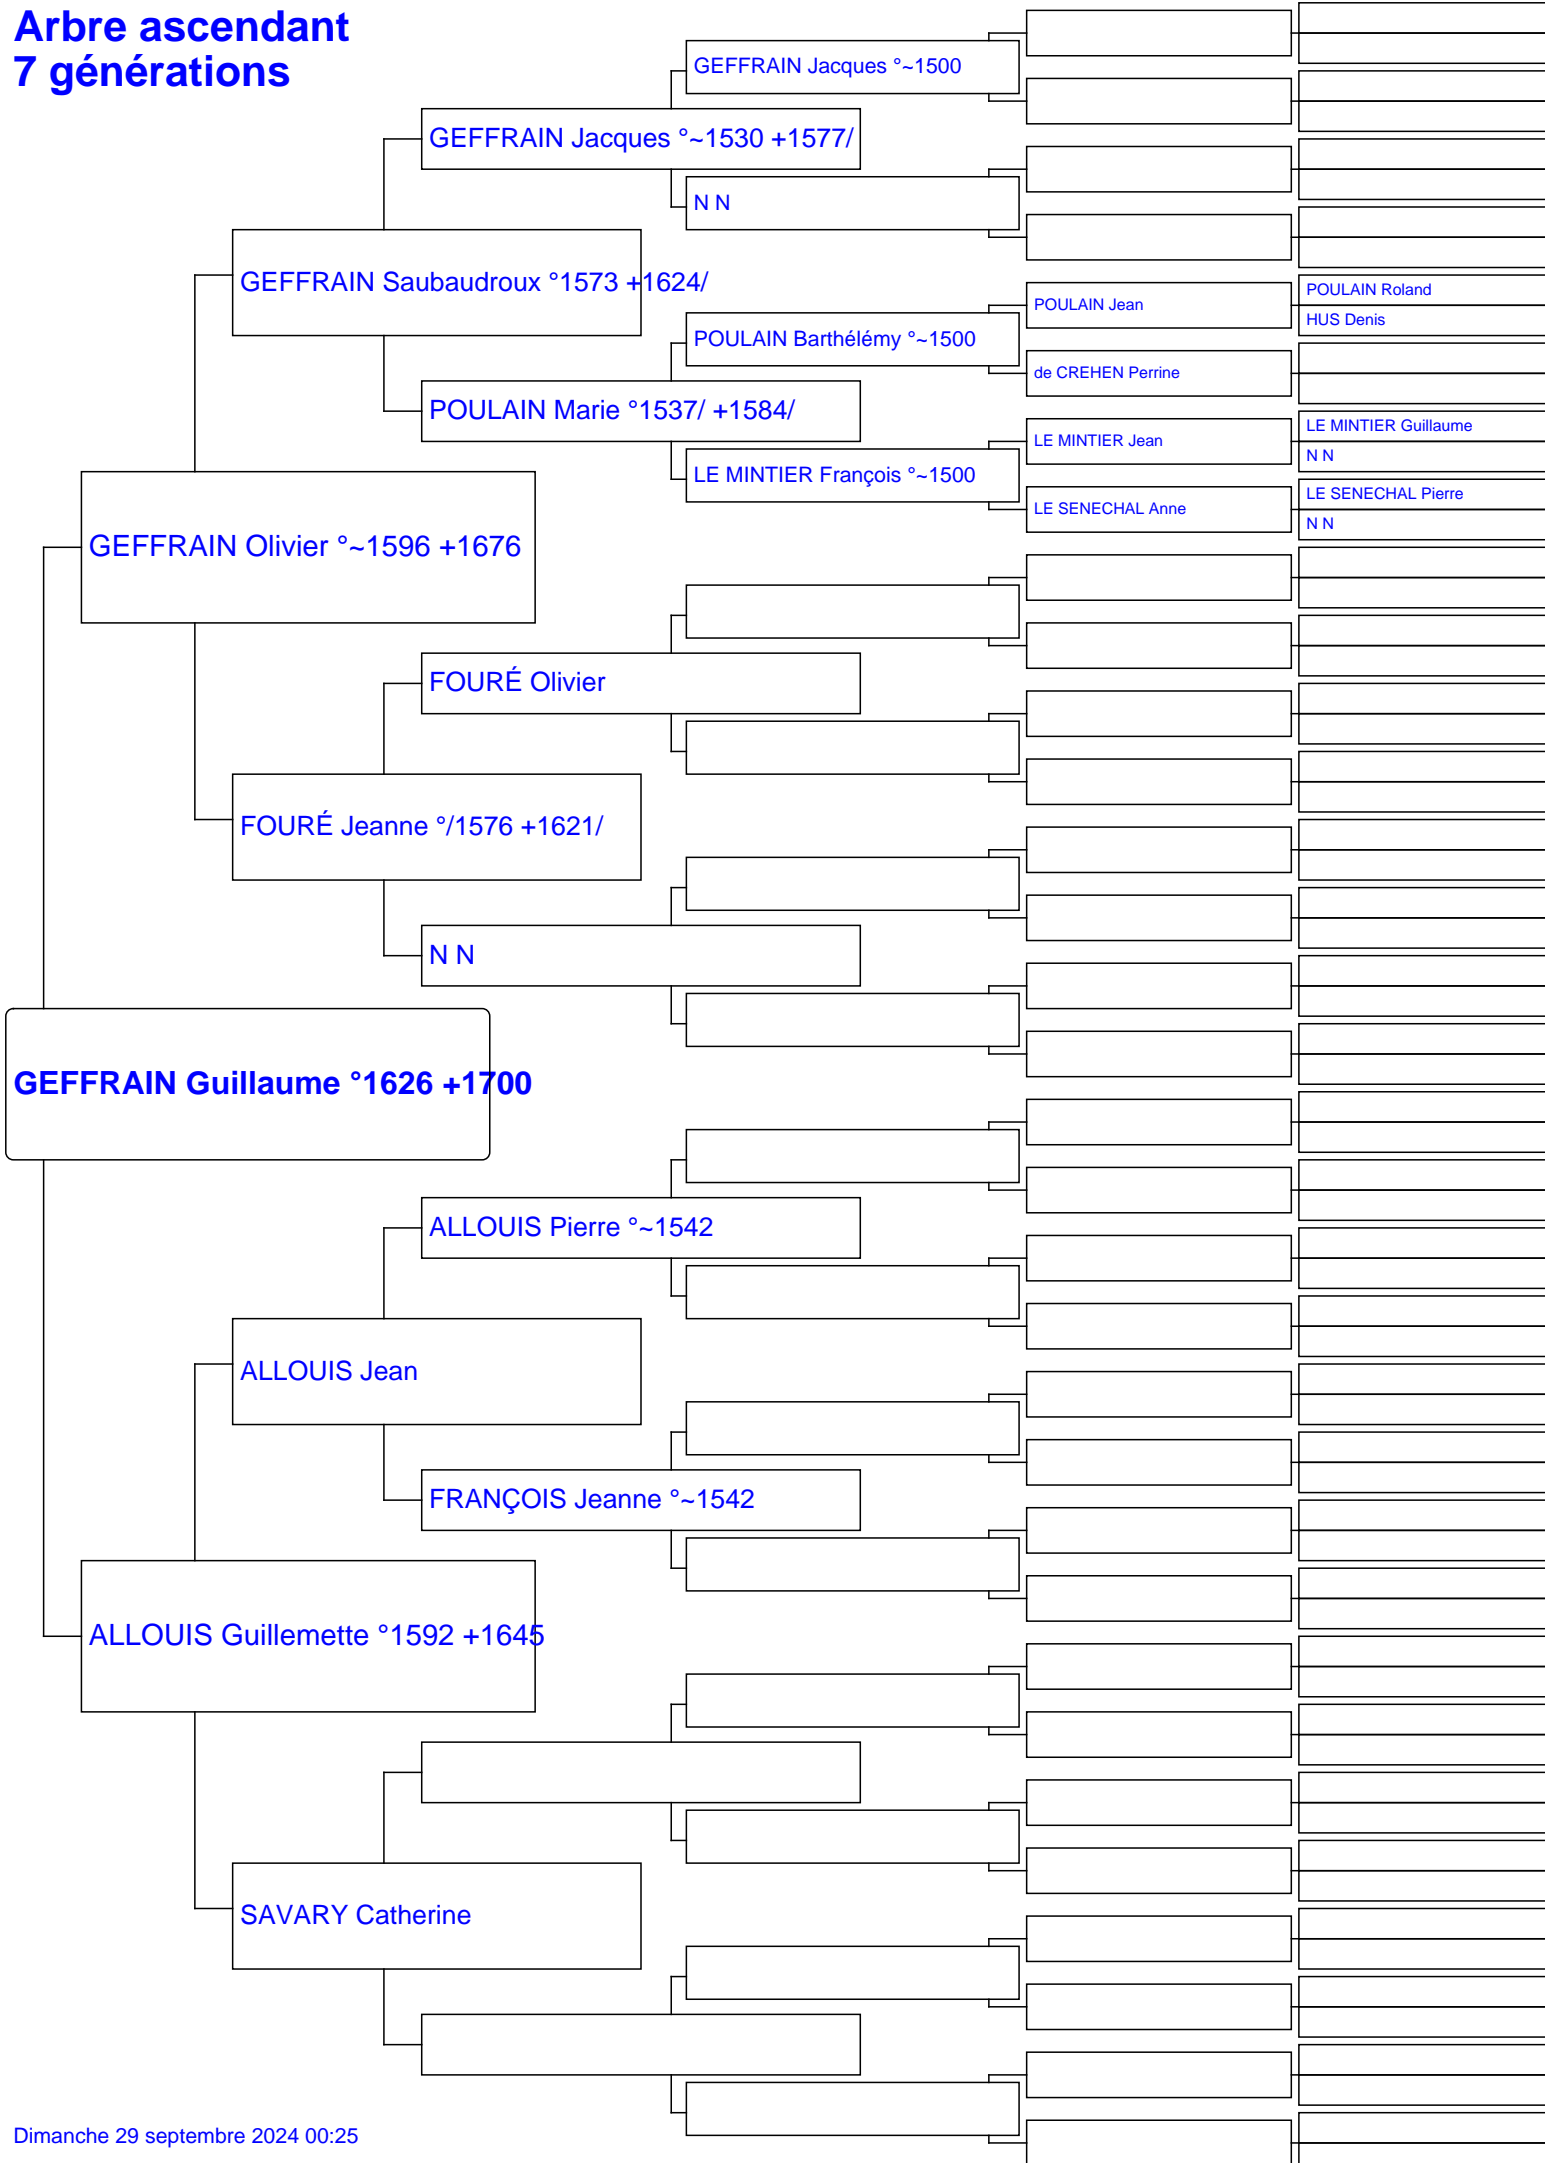 Arbre ascendant
7 générations
GEFFRAIN Jacques °~1500
GEFFRAIN Jacques °~1530 +1577/
N N
GEFFRAIN Saubaudroux °1573 +1624/
POULAIN Roland
POULAIN Jean
HUS Denis
POULAIN Barthélémy °~1500
de CREHEN Perrine
POULAIN Marie °1537/ +1584/
LE MINTIER Guillaume
LE MINTIER Jean
N N
LE MINTIER François °~1500
LE SENECHAL Pierre
LE SENECHAL Anne
N N
GEFFRAIN Olivier °~1596 +1676
FOURÉ Olivier
FOURÉ Jeanne °/1576 +1621/
N N
GEFFRAIN Guillaume °1626 +1700
ALLOUIS Pierre °~1542
ALLOUIS Jean
FRANÇOIS Jeanne °~1542
ALLOUIS Guillemette °1592 +1645
SAVARY Catherine
Dimanche 29 septembre 2024 00:25